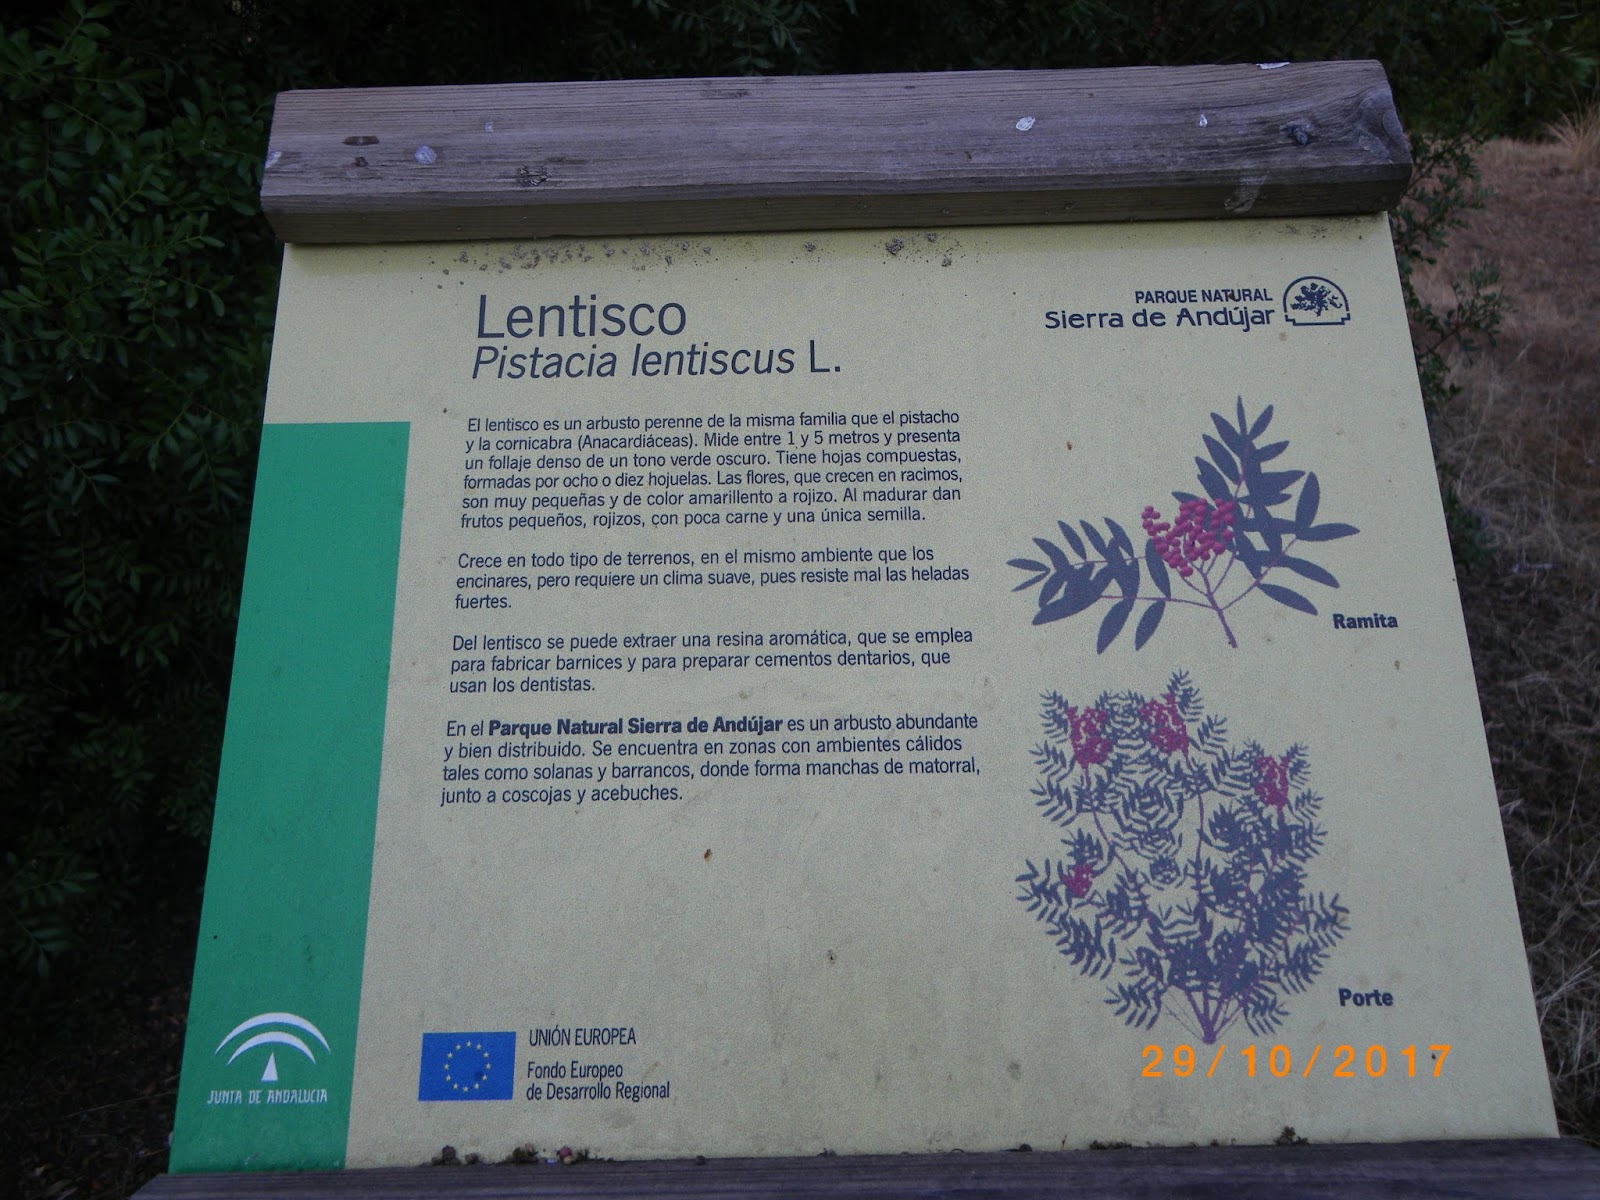 Lentisco
Pistacia lentiscus L.
PARQUE NATURAL
Sierra de Andújar
El lentisco es un arbusto perenne de la misma familia que el pistacho
y la cornicabra (Anacardiáceas). Mide entre 1 y 5 metros y presenta
un follaje denso de un tono verde oscuro. Tiene hojas compuestas,
formadas por ocho o diez hojuelas. Las flores, que crecen en racimos,
son muy pequeñas y de color amarillento a rojizo. Al madurar dan
frutos pequeños, rojizos, con poca carne y una única semilla.
Crece en todo tipo de terrenos, en el mismo ambiente que los
encinares, pero requiere un clima suave, pues resiste mal las heladas
fuertes.
Del lentisco se puede extraer una resina aromática, que se emplea
para fabricar barnices y para preparar cementos dentarios, que
usan los dentistas.
En el Parque Natural Sierra de Andújar es un arbusto abundante
y bien distribuido. Se encuentra en zonas con ambientes cálidos
tales como solanas y barrancos, donde forma manchas de matorral,
junto a coscojas y acebuches.
Ramita
Porte
JUNTA DE ANDALUCIA
UNIÓN EUROPEA
Fondo Europeo
de Desarrollo Regional
29/10/2017